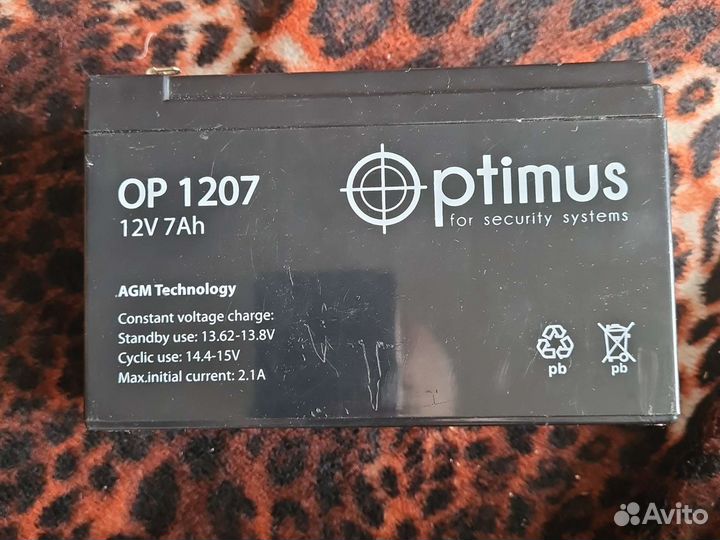 OP 1207
12V 7Ah
Optimus
for security systems
AGM Technology
Constant voltage charge:
Standby use: 13.62-13.8V
Cyclic use: 14.4-15V
Max.initial current: 2.1A
pb
pb
Avito